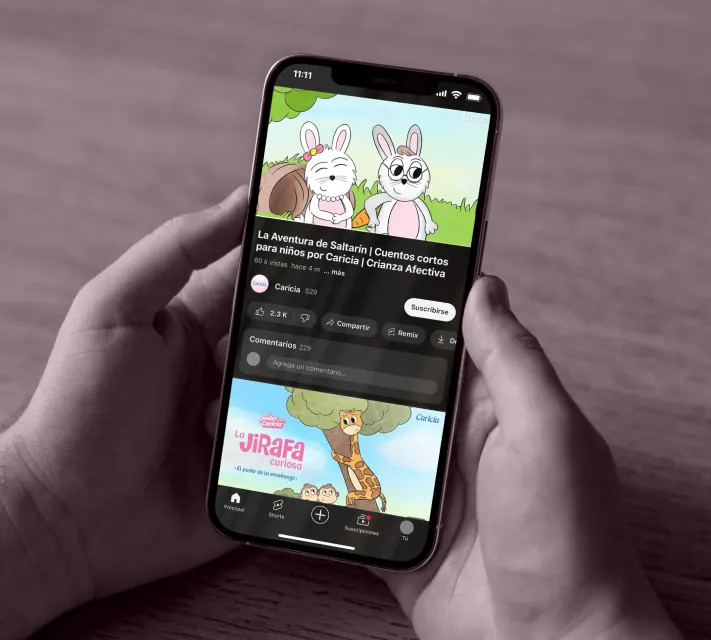 11:11
La Aventura de Saltarín | Cuentos cortos
para niños por Caricia | Crianza Afectiva
60 k vistas hace 4 m ... más
Caricia
Caricia 529
Suscribirse
2.3 K
Compartir
Remix
De
Comentarios 229
Agrega un comentario...
poder
Caricia
Caricia
La
JiRAFA
curiosa
· El poder de la enseñanza ·
Principal
Shorts
Suscripciones
Tú